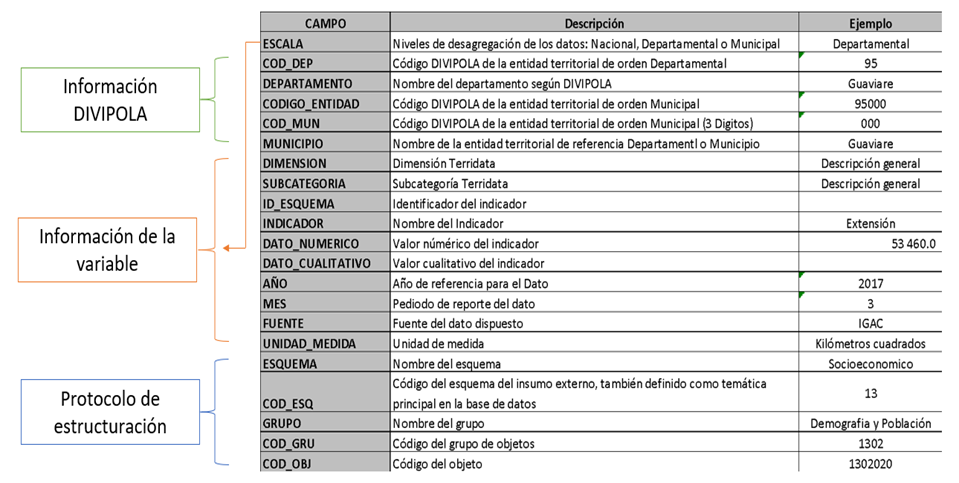 CAMPO Descripción Ejemplo
ESCALA Niveles de desagregación de los datos: Nacional, Departamental o Municipal Departamental
COD_DEP Código DIVIPOLA de la entidad territorial de orden Departamental 95
DEPARTAMENTO Nombre del departamento según DIVIPOLA Guaviare
CODIGO_ENTIDAD Código DIVIPOLA de la entidad territorial de orden Municipal 95000
COD_MUN Código DIVIPOLA de la entidad territorial de orden Municipal (3 Digitos) 000
MUNICIPIO Nombre de la entidad territorial de referencia Departamentl o Municipio Guaviare
DIMENSION Dimensión Terridata Descripción general
SUBCATEGORIA Subcategoría Terridata Descripción general
ID_ESQUEMA Identificador del indicador
INDICADOR Nombre del Indicador Extensión
DATO_NUMERICO Valor númérico del indicador 53 460.0
DATO_CUALITATIVO Valor cualitativo del indicador
AÑO Año de referencia para el Dato 2017
MES Pediodo de reporte del dato 3
FUENTE Fuente del dato dispuesto IGAC
UNIDAD_MEDIDA Unidad de medida Kilómetros cuadrados
ESQUEMA Nombre del esquema Socioeconomico
COD_ESQ Código del esquema del insumo externo, también definido como temática
principal en la base de datos 13
GRUPO Nombre del grupo Demografia y Población
COD_GRU Código del grupo de objetos 1302
COD_OBJ Código del objeto 1302020
Información
DIVIPOLA
Información de la
variable
Protocolo de
estructuración